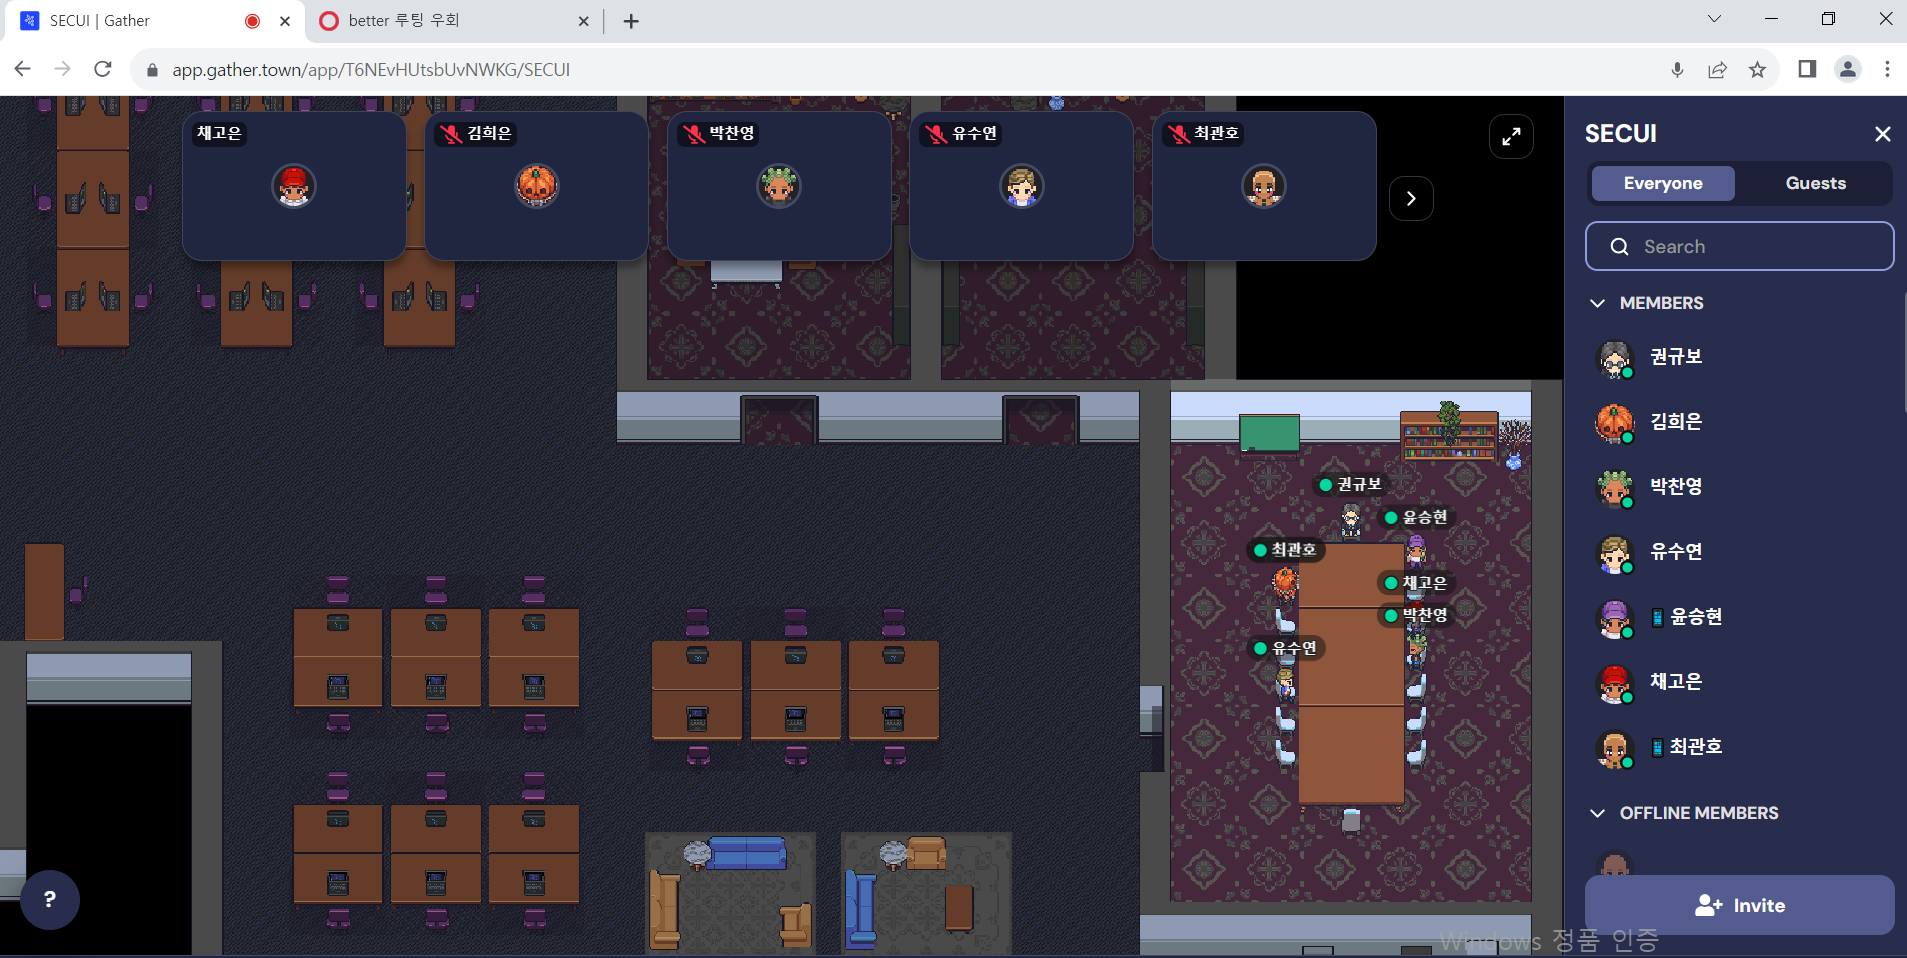 SECUI | Gather
better 루팅 우회
app.gather.town/app/T6NEvHUtsbUvNWKG/SECUI
채고은
김희은
박찬영
유수연
최관호
SECUI
Everyone
Guests
Search
MEMBERS
권규보
김희은
박찬영
유수연
윤승현
채고은
최관호
OFFLINE MEMBERS
Invite
권규보
윤승현
최관호
채고은
박찬영
유수연
?
Windows 정품 인증